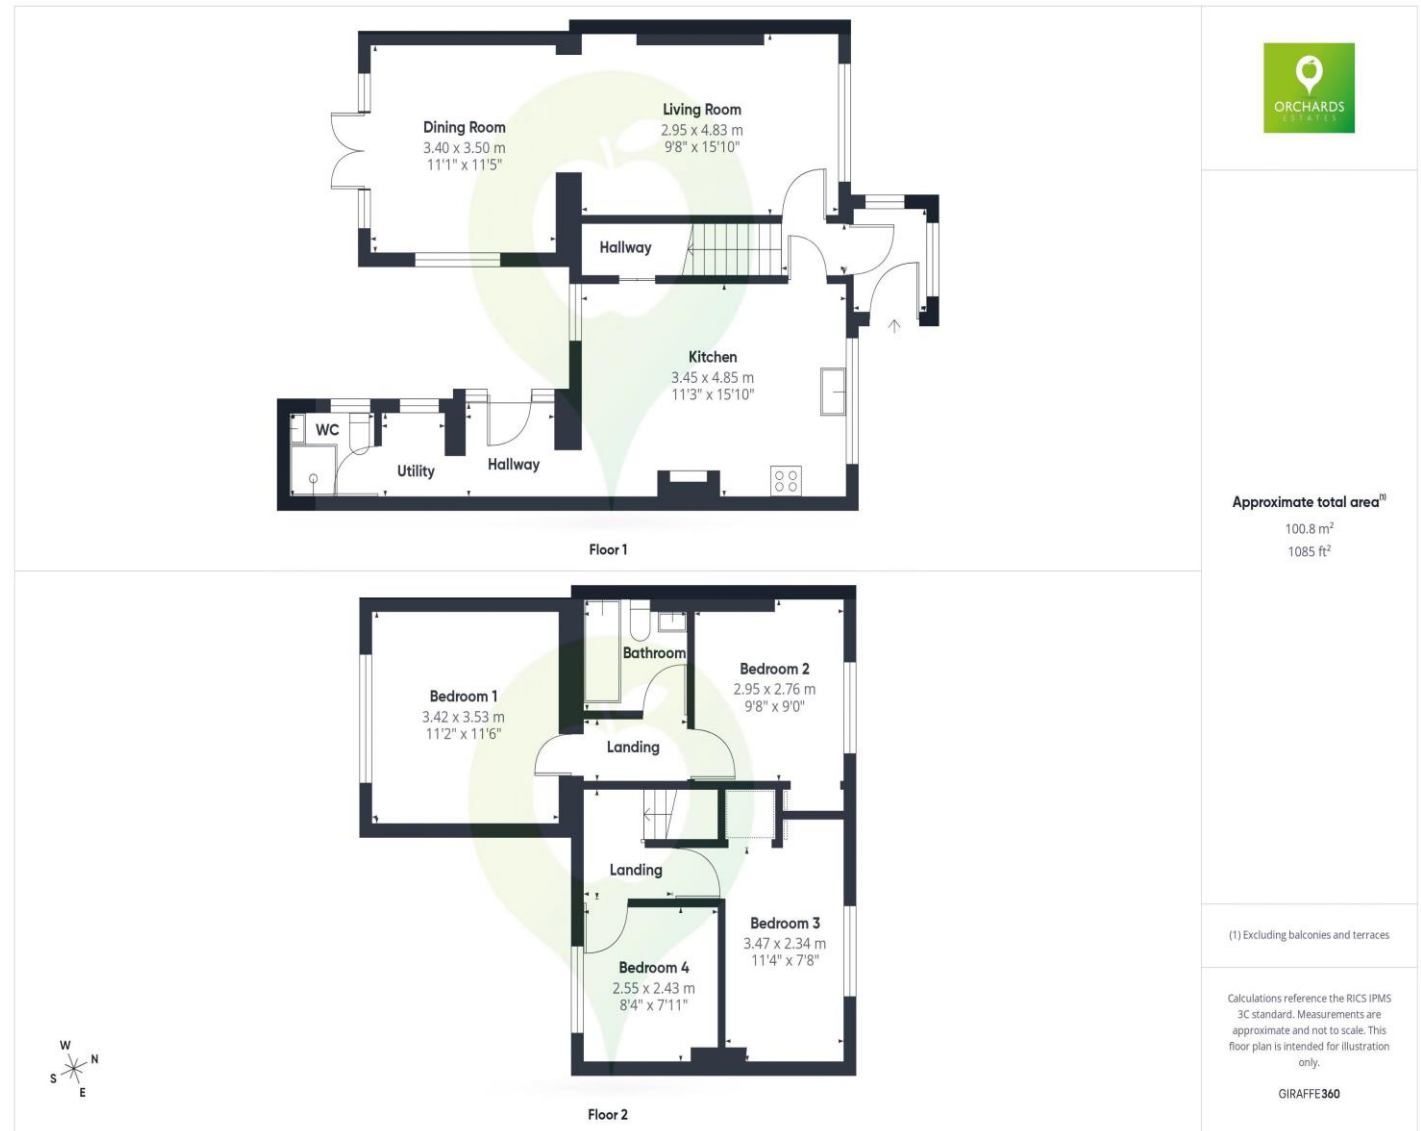 Dining Room
3.40 x 3.50 m
11'1" x 11'5"
Living Room
2.95 x 4.83 m
9'8" x 15'10"
Hallway
Kitchen
3.45 x 4.85 m
11'3" x 15'10"
WC
Utility
Hallway
Floor 1
Bedroom 1
3.42 x 3.53 m
11'2" x 11'6"
Bathroom
Bedroom 2
2.95 x 2.76 m
9'8" x 9'0"
Landing
Landing
Bedroom 3
3.47 x 2.34 m
11'4" x 7'8"
Bedroom 4
2.55 x 2.43 m
8'4" x 7'11"
Floor 2
W
N
S
E
ORCHARDS
ESTATES
Approximate total area(1)
100.8 m²
1085 ft²
(1) Excluding balconies and terraces
Calculations reference the RICS IPMS
3C standard. Measurements are
approximate and not to scale. This
floor plan is intended for illustration
only.
GIRAFFE360